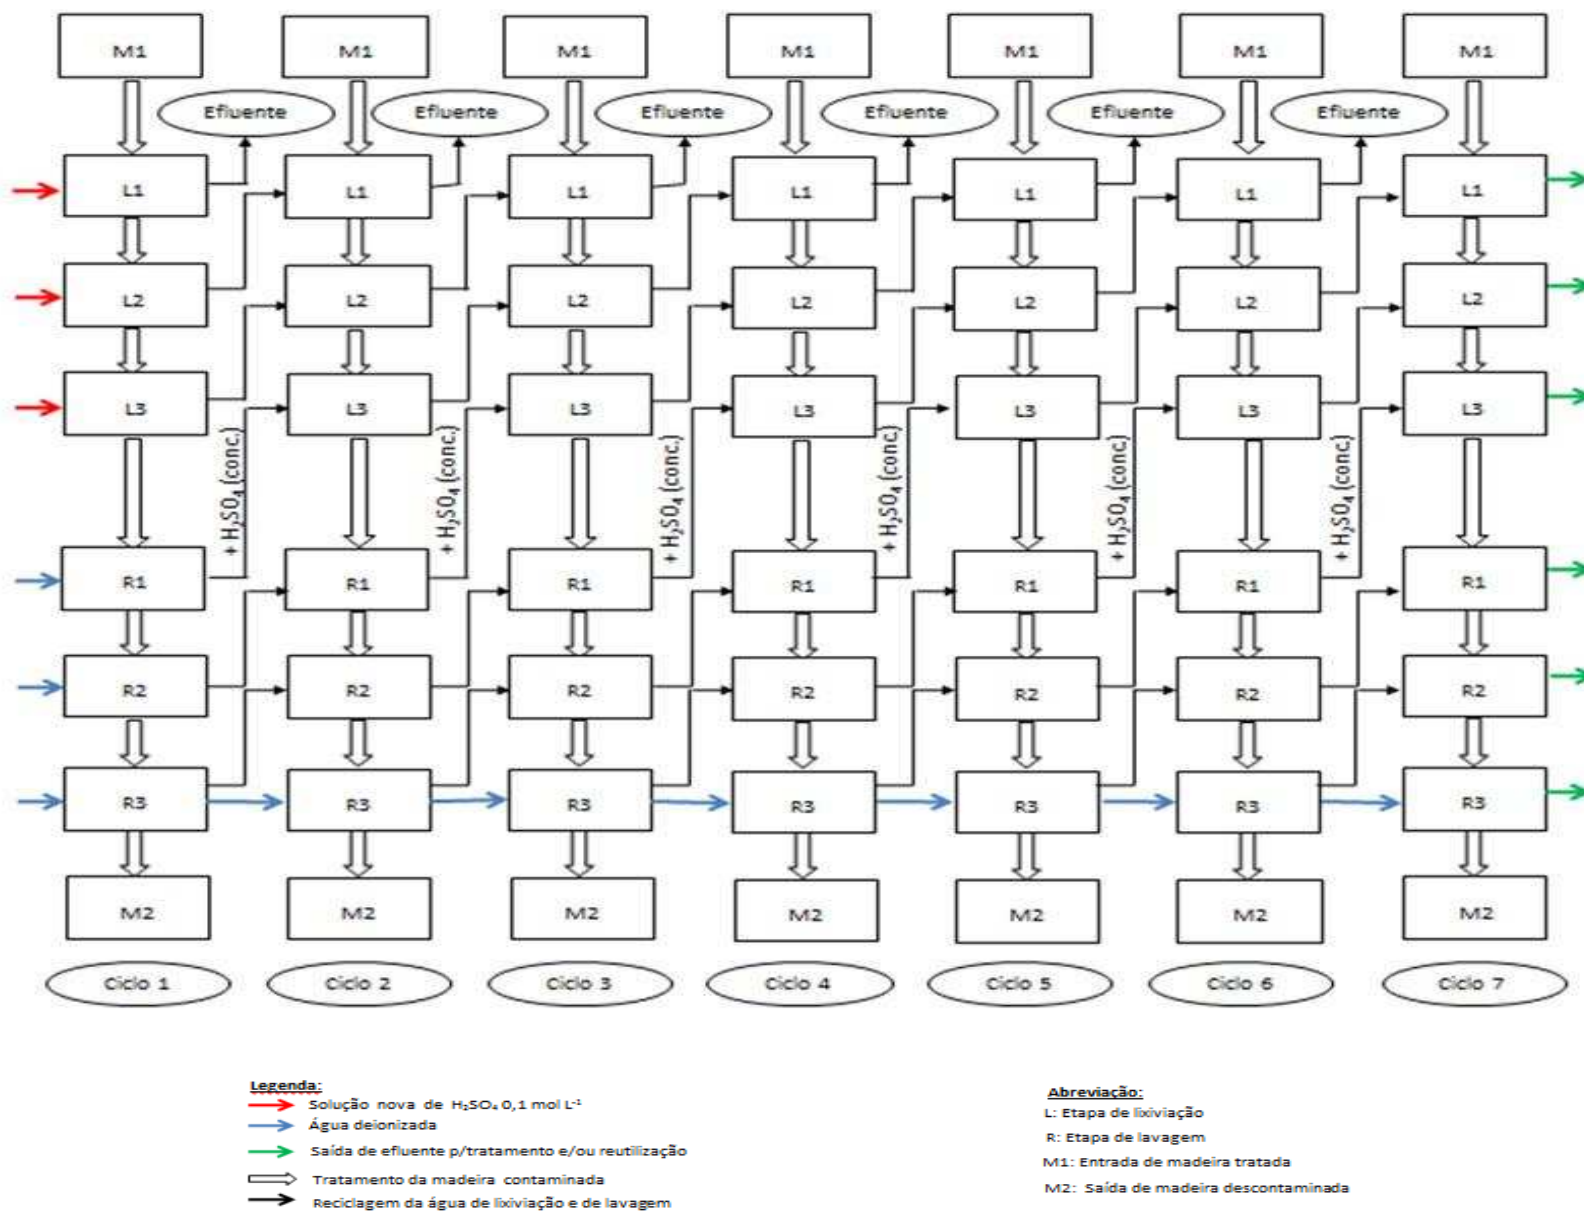 M1 M1 M1 M1 M1 M1 M1
Efluente Efluente Efluente Efluente Efluente Efluente
L1 L1 L1 L1 L1 L1 L1
L2 L2 L2 L2 L2 L2 L2
L3 L3 L3 L3 L3 L3 L3
+ H₂SO₄ (conc.) + H₂SO₄ (conc.) + H₂SO₄ (conc.) + H₂SO₄ (conc.) + H₂SO₄ (conc.) + H₂SO₄ (conc.)
R1 R1 R1 R1 R1 R1 R1
R2 R2 R2 R2 R2 R2 R2
R3 R3 R3 R3 R3 R3 R3
M2 M2 M2 M2 M2 M2 M2
Ciclo 1 Ciclo 2 Ciclo 3 Ciclo 4 Ciclo 5 Ciclo 6 Ciclo 7
Legenda:
Solução nova de H₂SO₄ 0,1 mol L⁻¹
Água deionizada
Saída de efluente p/tratamento e/ou reutilização
Tratamento da madeira contaminada
Reciclagem da água de lixiviação e de lavagem
Abreviação:
L: Etapa de lixiviação
R: Etapa de lavagem
M1: Entrada de madeira tratada
M2: Saída de madeira descontaminada